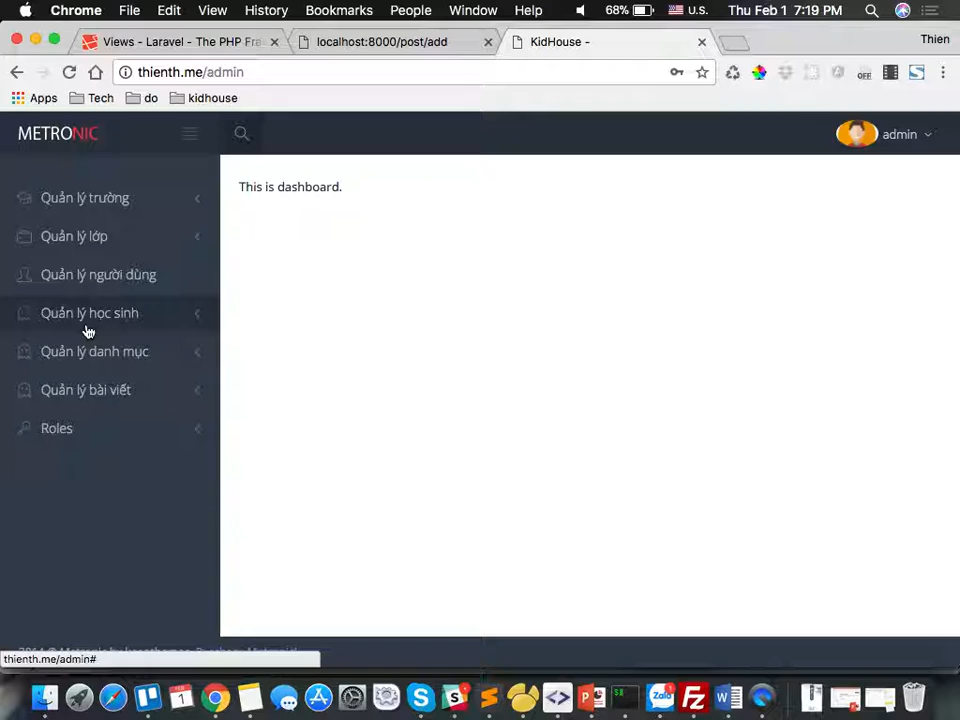 Chrome File Edit View History Bookmarks People Window Help 68% U.S. Thu Feb 1 7:19 PM
Views - Laravel - The PHP Fra
localhost:8000/post/add
KidHouse -
Thien
thienth.me/admin
OFF
Apps Tech do kidhouse
METRONIC
admin
Quản lý trường
This is dashboard.
Quản lý lớp
Quản lý người dùng
Quản lý học sinh
Quản lý danh mục
Quản lý bài viết
Roles
thienth.me/admin#